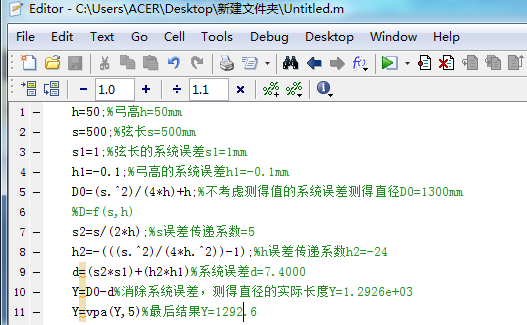 Editor - C:\Users\ACER\Desktop\新建文件夹\Untitled.m
File Edit Text Go Cell Tools Debug Desktop Window Help
1.0 1.1
1 h=50;%弓高h=50mm
2 s=500;%弦长s=500mm
3 s1=1;%弦长的系统误差s1=1mm
4 h1=-0.1;%弓高的系统误差h1=-0.1mm
5 D0=(s.^2)/(4*h)+h;%不考虑测得值的系统误差测得直径D0=1300mm
6 %D=f(s,h)
7 s2=s/(2*h);%s误差传递系数=5
8 h2=-(((s.^2)/(4*h.^2))-1);%h误差传递系数h2=-24
9 d=(s2*s1)+(h2*h1)%系统误差d=7.4000
10 Y=D0-d%消除系统误差，测得直径的实际长度Y=1.2926e+03
11 Y=vpa(Y,5)%最后结果Y=1292.6